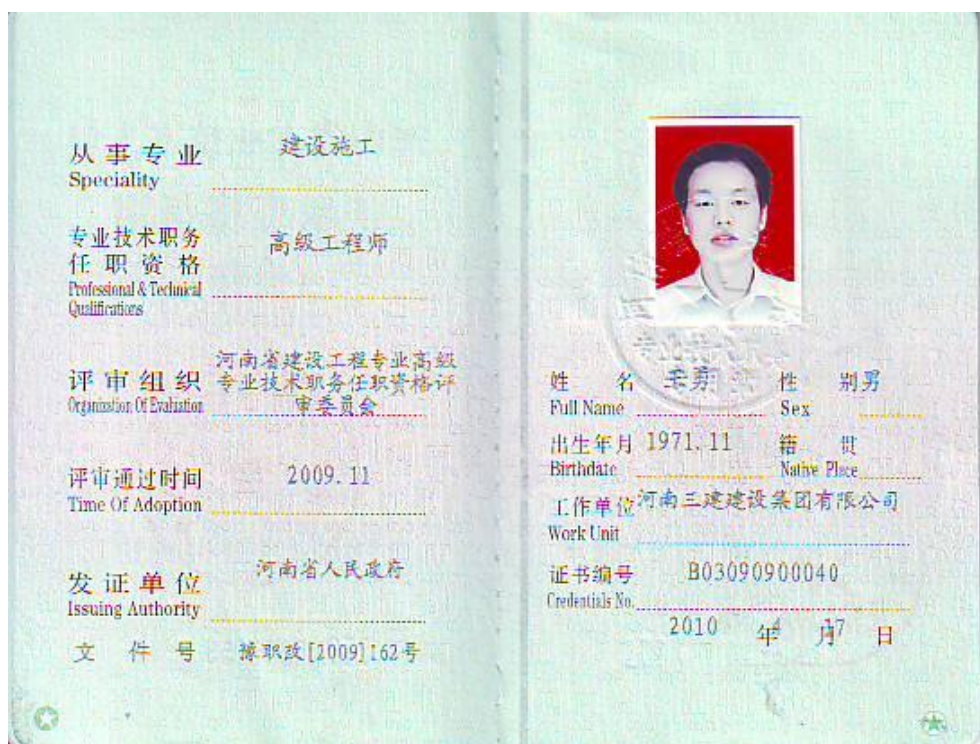 从事专业 建设施工
Speciality
专业技术职务
任职资格 高级工程师
Professional & Technical
Qualifications
河南省建设工程专业高级
评审组织 专业技术职务任职资格评
Organization Of Evaluation 审委员会
评审通过时间 2009.11
Time Of Adoption
发证单位 河南省人民政府
Issuing Authority
文件号 豫职政[2009]162号
姓名 性别男
Full Name Sex
出生年月 1971.11 籍贯
Birthdate Native Place
工作单位 河南三建建设集团有限公司
Work Unit
证书编号 B03090900040
Credentials No.
2010 年 4 月 17 日